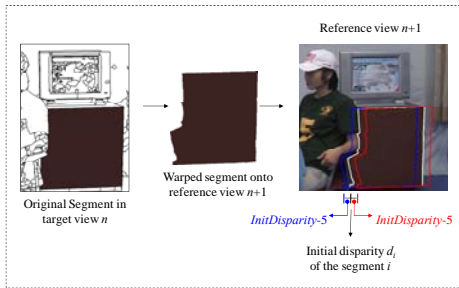 Reference view n+1
Original Segment in
target view n
Warped segment onto
reference view n+1
InitDisparity-5
InitDisparity-5
Initial disparity di
of the segment i